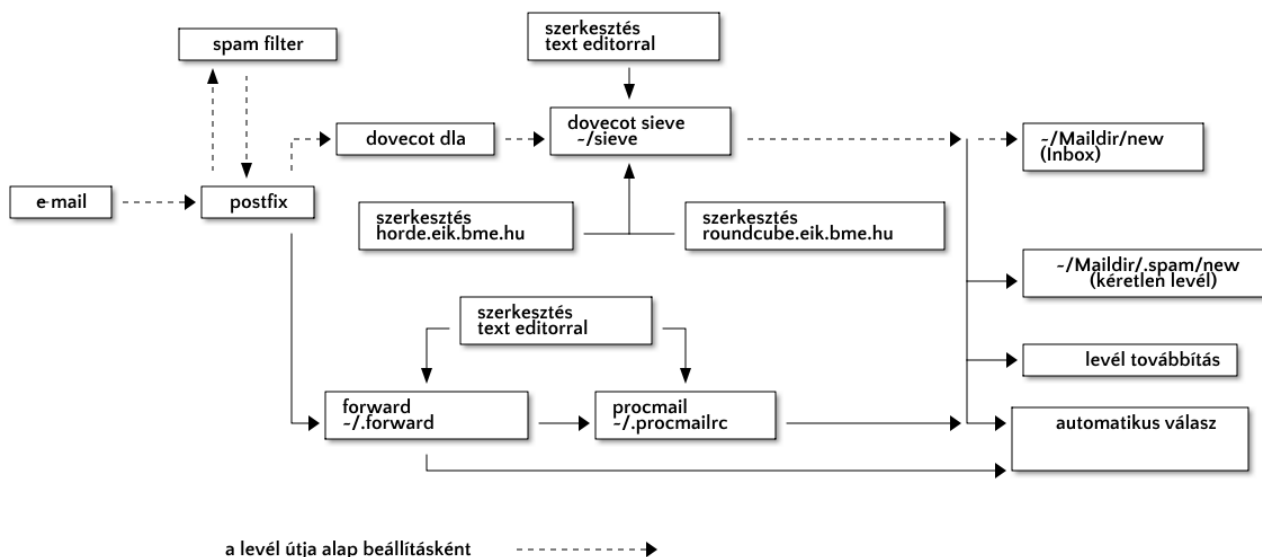 szerkesztés
text editorral
spam filter
dovecot dla
dovecot sieve
~/sieve
~/Maildir/new
(Inbox)
e-mail
postfix
szerkesztés
horde.eik.bme.hu
szerkesztés
roundcube.eik.bme.hu
~/Maildir/.spam/new
(kéretlen levél)
szerkesztés
text editorral
levél továbbítás
forward
~/.forward
procmail
~/.procmailrc
automatikus válasz
a levél útja alap beállításként